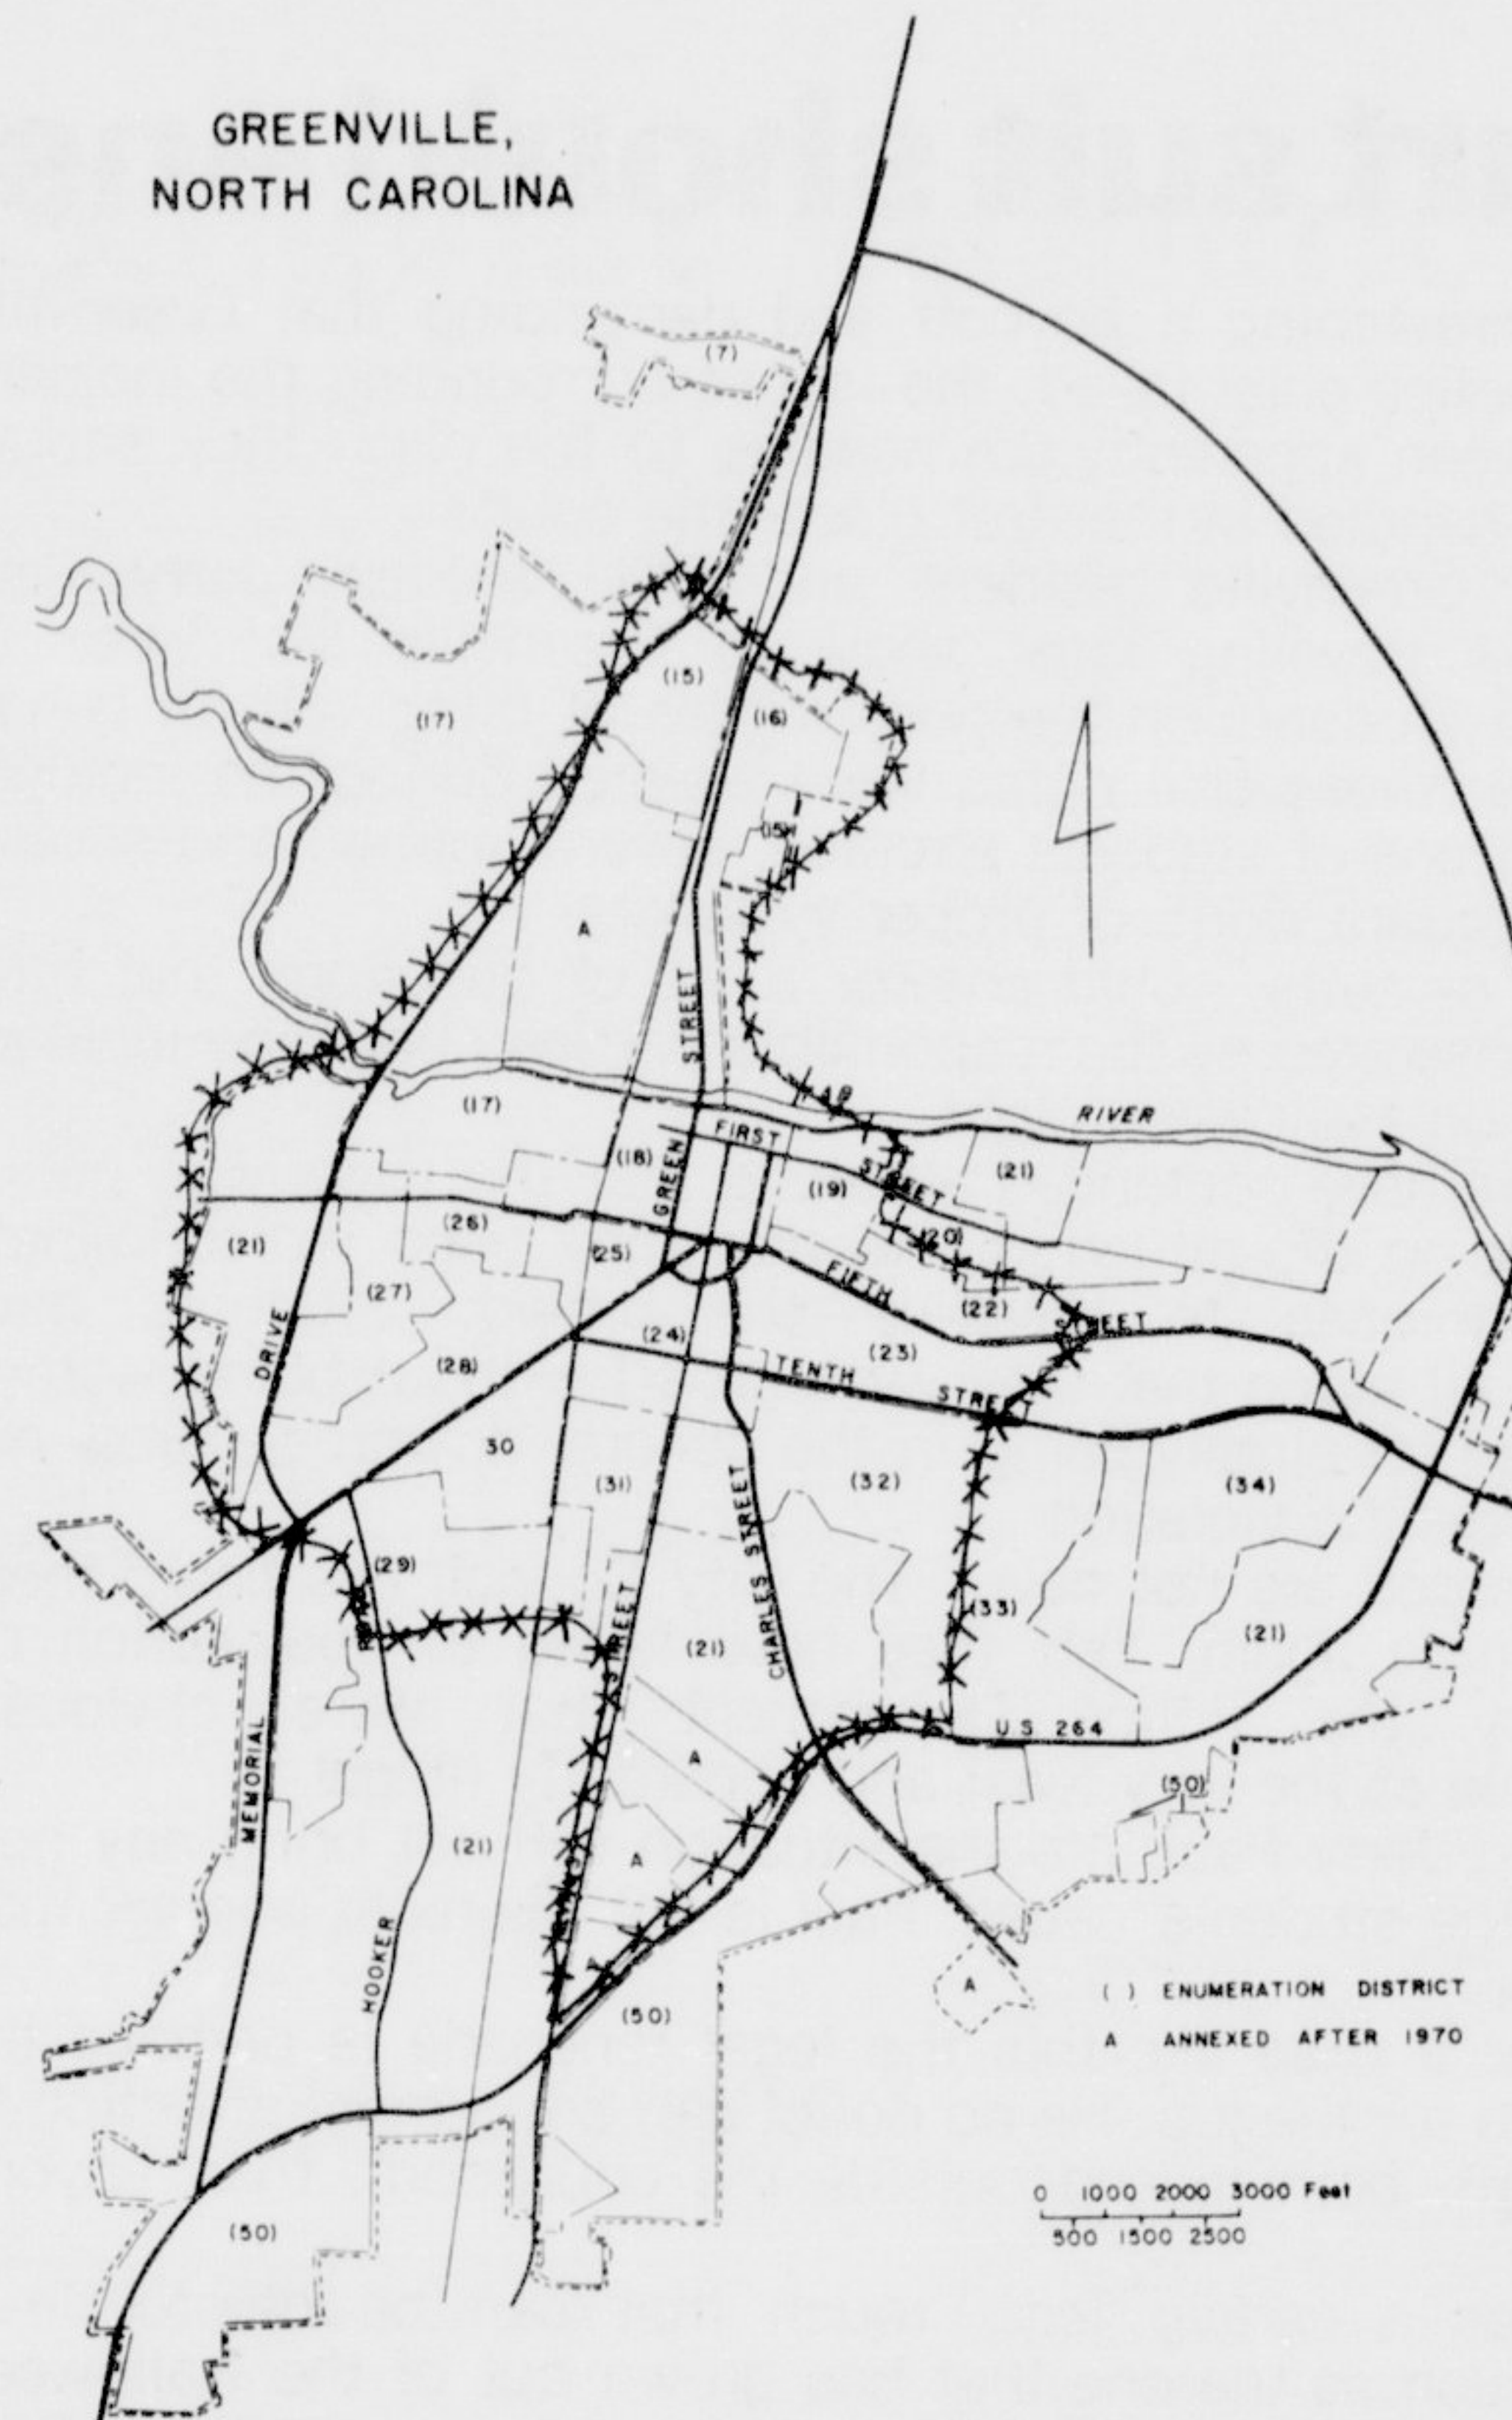 GREENVILLE,
NORTH CAROLINA
(7)
(15)
(17)
(16)
(15)
A
STREET
RIVER
(17)
FIRST
(18)
GREEN
STREET
(21)
(19)
(26)
(20)
(21)
(25)
(27)
FIFTH
(22)
STREET
(24)
(23)
DRIVE
(28)
TENTH
STREET
30
(31)
(32)
(34)
CHARLES STREET
(29)
(33)
STREET
(21)
(21)
U S 264
MEMORIAL
A
(50)
(21)
A
HOOKER
A
(50)
( ) ENUMERATION DISTRICT
A ANNEXED AFTER 1970
0 1000 2000 3000 Feet
500 1500 2500
(50)